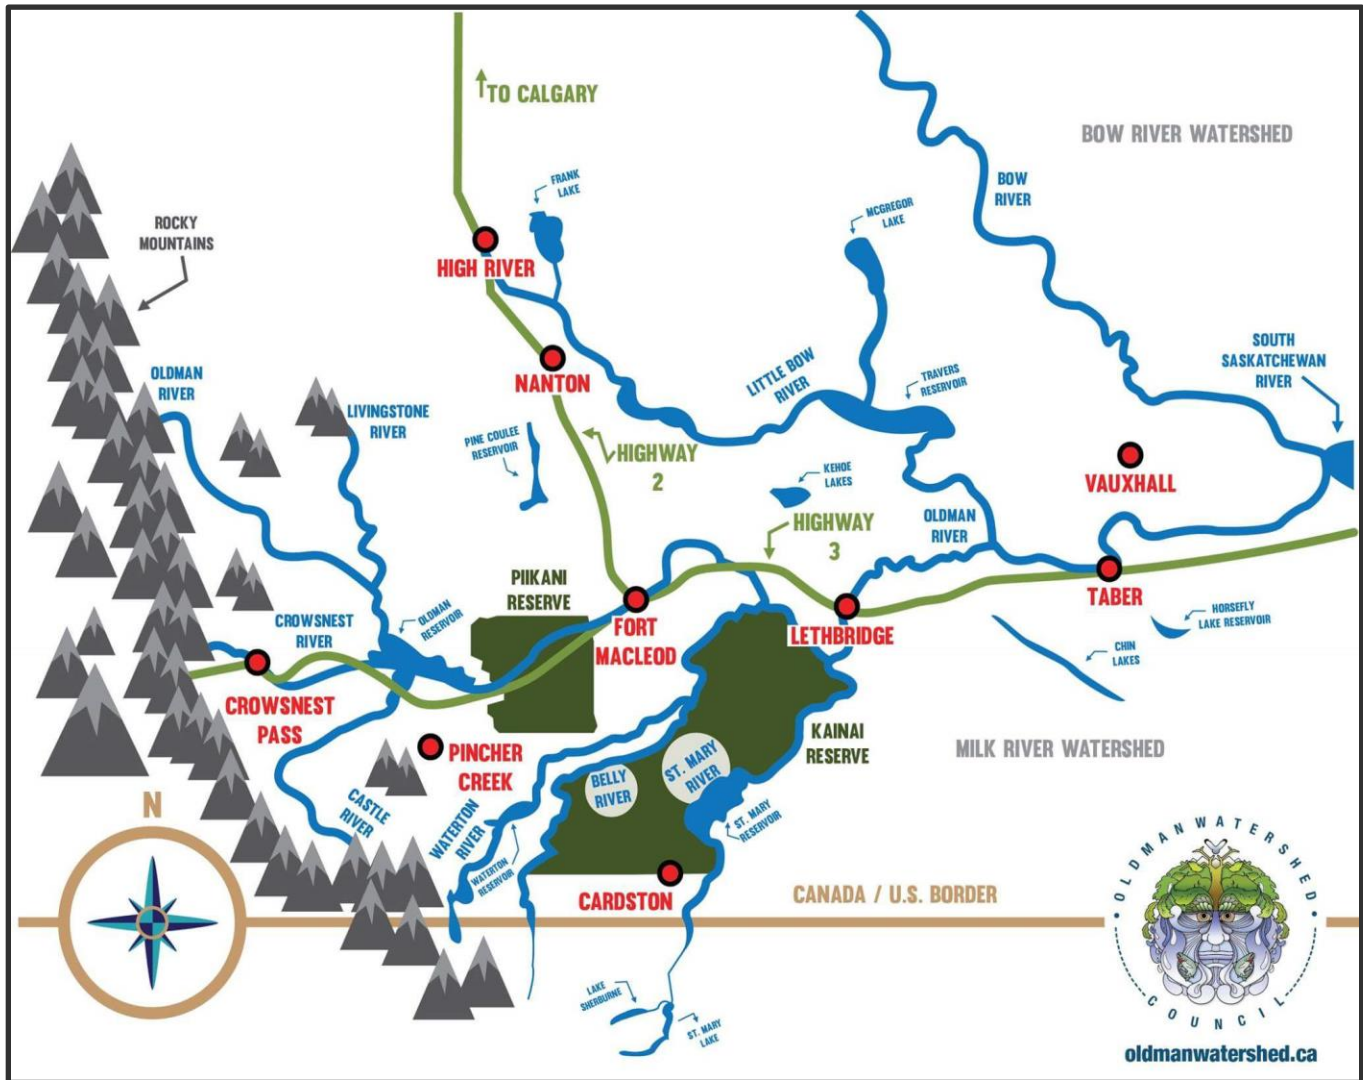 TO CALGARY
BOW RIVER WATERSHED
FRANK
LAKE
BOW
RIVER
MCGREGOR
LAKE
ROCKY
MOUNTAINS
HIGH RIVER
SOUTH
SASKATCHEWAN
RIVER
OLDMAN
RIVER
LIVINGSTONE
RIVER
NANTON
LITTLE BOW
RIVER
TRAVERS
RESERVOIR
PINE COULEE
RESERVOIR
HIGHWAY
2
KEHOE
LAKES
VAUXHALL
HIGHWAY
3
OLDMAN
RIVER
PIIKANI
RESERVE
OLDMAN
RESERVOIR
CROWSNEST
RIVER
FORT
MACLEOD
LETHBRIDGE
TABER
HORSEFLY
LAKE RESERVOIR
CHIN
LAKES
CROWSNEST
PASS
PINCHER
CREEK
KAINAI
RESERVE
MILK RIVER WATERSHED
BELLY
RIVER
ST. MARY
RIVER
CASTLE
RIVER
WATERTON
RIVER
WATERTON
RESERVOIR
ST. MARY
RESERVOIR
N
CARDSTON
CANADA / U.S. BORDER
LAKE
SHERBURNE
ST. MARY
LAKE
OLDMAN WATERSHED
COUNCIL
oldmanwatershed.ca